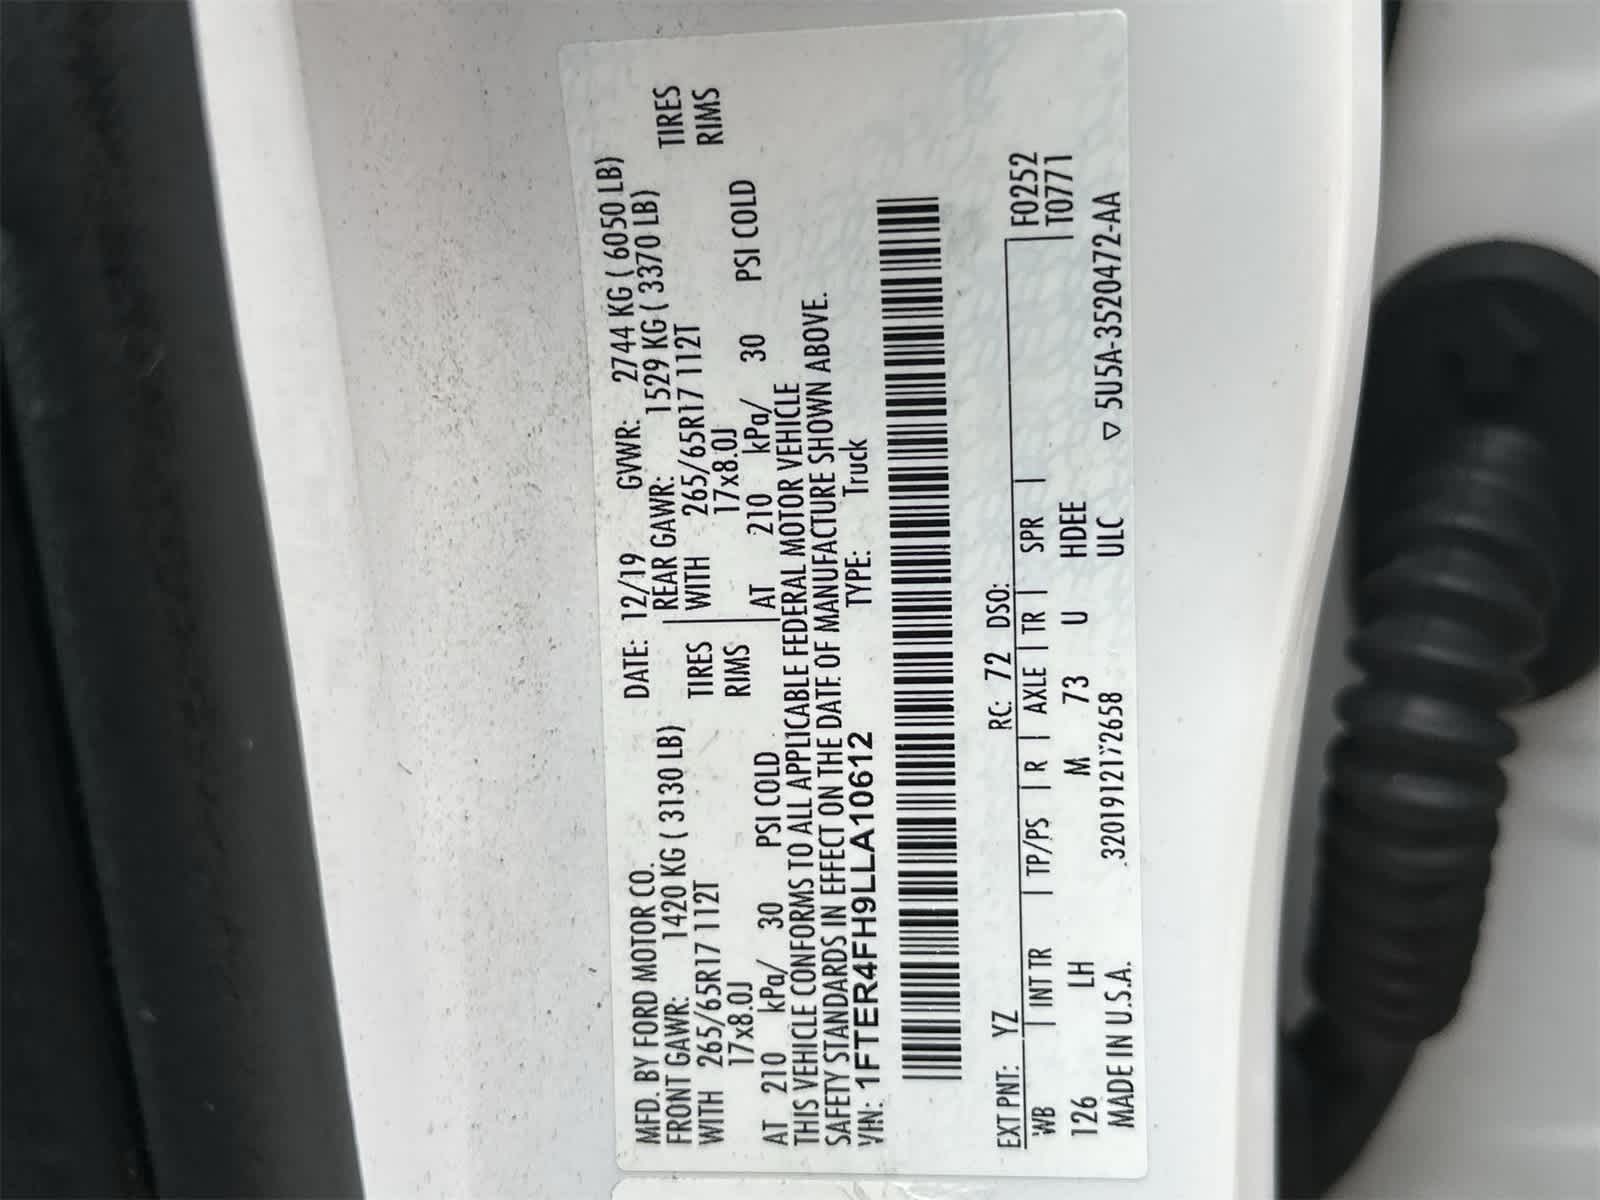 MFD. BY FORD MOTOR CO. DATE: 12/19 GVWR: 2744 KG ( 6050 LB)
FRONT GAWR: 1420 KG ( 3130 LB) REAR GAWR: 1529 KG ( 3370 LB)
WITH 265/65R17 112T TIRES WITH 265/65R17 112T TIRES
17x8.0J RIMS 17x8.0J RIMS
AT 210 kPa/ 30 PSI COLD AT 210 kPa/ 30 PSI COLD
THIS VEHICLE CONFORMS TO ALL APPLICABLE FEDERAL MOTOR VEHICLE
SAFETY STANDARDS IN EFFECT ON THE DATE OF MANUFACTURE SHOWN ABOVE.
VIN: 1FTER4FH9LLA10612 TYPE: Truck
EXT PNT: YZ RC: 72 DSO: F0252
WB | INT TR | TP/PS | R | AXLE | TR | SPR | T0771
126 LH M 73 U HDEE
MADE IN U.S.A. 3201912172658 ULC ▽ 5U5A-3520472-AA